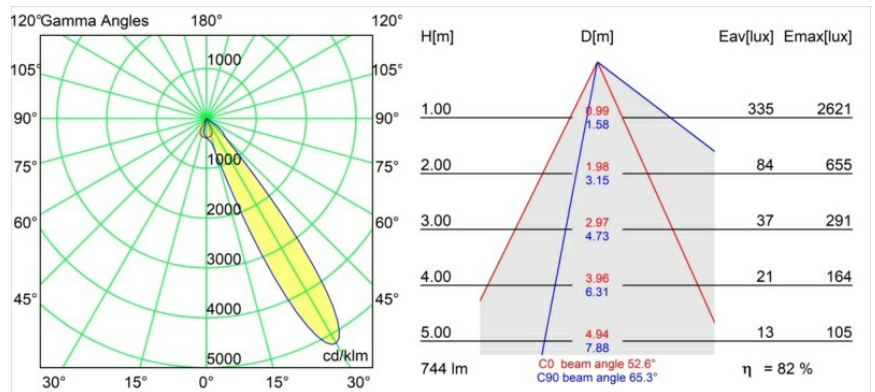 120° Gamma Angles 180° 120°
105° 1000 105°
90° 90°
75° 1000 75°
60° 2000 60°
3000
45° 4000 45°
5000 cd/klm
30° 15° 0° 15° 30°
H[m] D[m] Eav[lux] Emax[lux]
1.00 0.99 335 2621
1.58
2.00 1.98 84 655
3.15
3.00 2.97 37 291
4.73
4.00 3.96 21 164
6.31
5.00 4.94 13 105
7.88
744 lm C0 beam angle 52.6° η = 82 %
C90 beam angle 65.3°